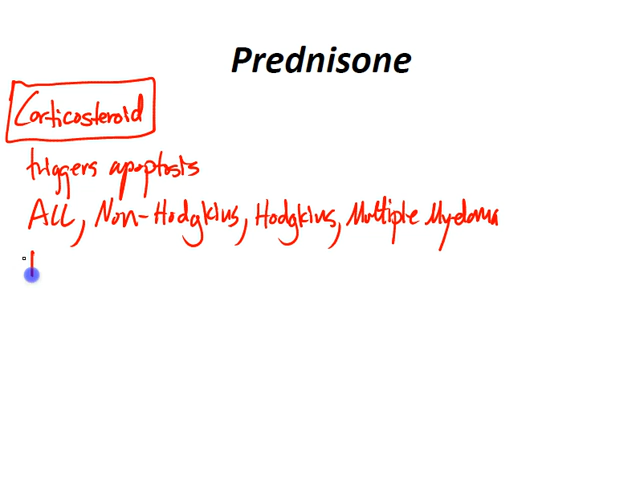 Prednisone
Corticosteroid
triggers apoptosis
ALL, Non-Hodgkins, Hodgkins, Multiple Myeloma